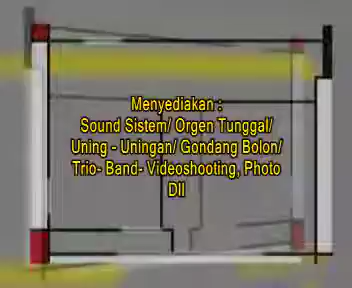 Menyediakan :
Sound Sistem/ Orgen Tunggal/
Uning - Uningan/ Gondang Bolon/
Trio- Band- Videoshooting, Photo
Dll